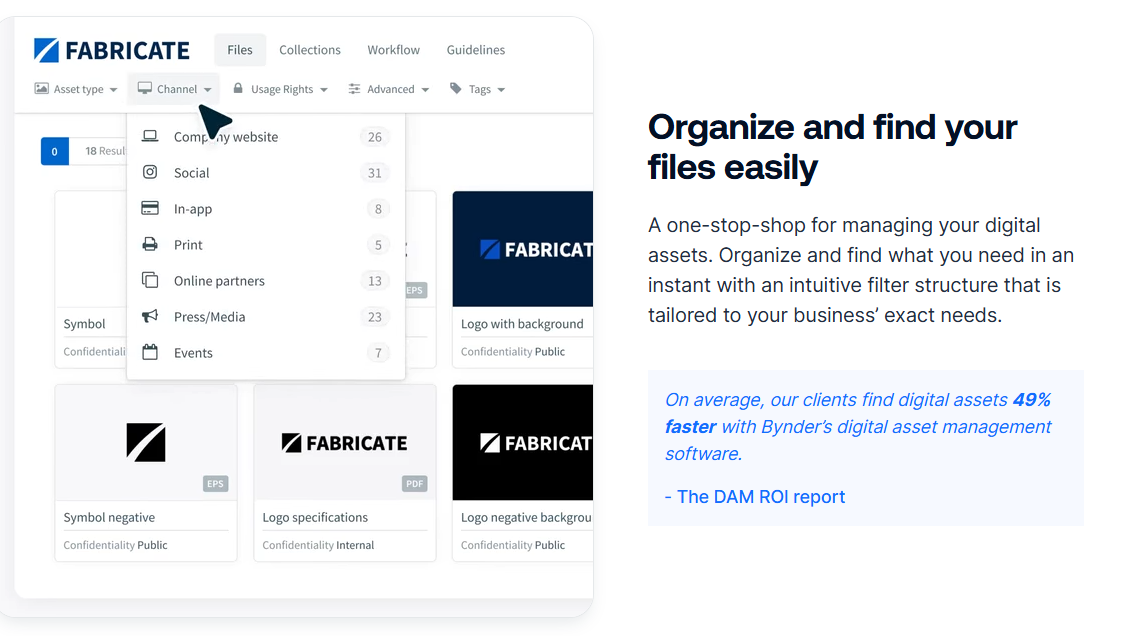 FABRICATE
Files Collections Workflow Guidelines
Asset type Channel Usage Rights Advanced Tags
0 18 Resul
Company website 26
Social 31
In-app 8
Print 5
Online partners 13
Press/Media 23
Events 7
EPS
FABRICAT
Symbol
Confidentiali
Logo with background
Confidentiality Public
EPS
FABRICATE
PDF
FABRICAT
Symbol negative
Confidentiality Public
Logo specifications
Confidentiality Internal
Logo negative backgrou
Confidentiality Public
Organize and find your
files easily
A one-stop-shop for managing your digital
assets. Organize and find what you need in an
instant with an intuitive filter structure that is
tailored to your business’ exact needs.
On average, our clients find digital assets 49%
faster with Bynder’s digital asset management
software.
- The DAM ROI report